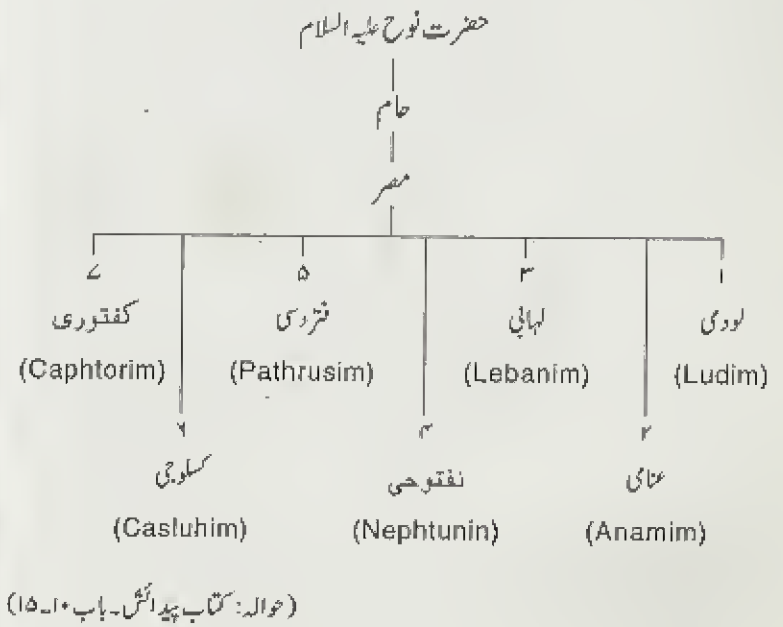 حضرت نوح علیہ السلام
حام
مصر
۱ ۳ ۵ ۷
لودی لہابی فتروسی کفتوری
(Ludim) (Lebanim) (Pathrusim) (Caphtorim)
۲ ۴ ۶
عنامی نفتوحی کسلوحی
(Anamim) (Nephtunin) (Casluhim)
(حوالہ: کتاب پیدائش۔ باب ۱۰۔۱۵)